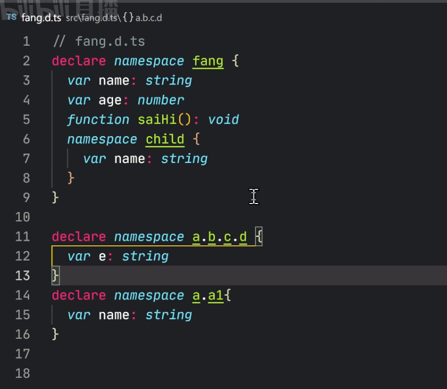 fang.d.ts src\fang.d.ts\{} a.b.c.d
1 // fang.d.ts
2 declare namespace fang {
3 var name: string
4 var age: number
5 function saiHi(): void
6 namespace child {
7 var name: string
8 }
9 }
10
11 declare namespace a.b.c.d {
12 var e: string
13 }
14 declare namespace a.a1{
15 var name: string
16 }
17
18